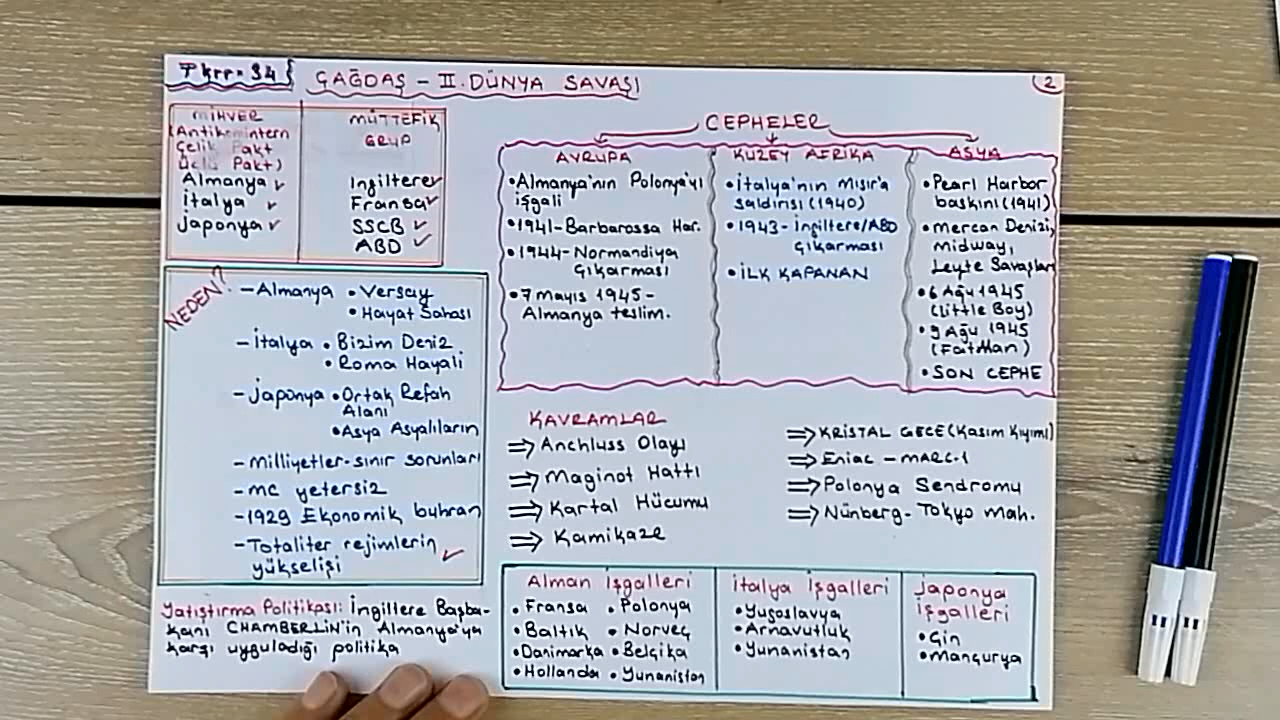 Tkrr-34
ÇAĞDAŞ - II. DÜNYA SAVAŞI
2
MİHVER
(Antikomintern
Çelik Pakt
Üçlü Pakt)
Almanya ✓
İtalya ✓
Japonya ✓
MÜTTEFİK
GRUP
İngiltere ✓
Fransa ✓
SSCB ✓
ABD ✓
NEDEN?
- Almanya • Versay
• Hayat Sahası
- İtalya • Bizim Deniz
• Roma Hayali
- Japonya • Ortak Refah
Alanı
• Asya Asyalıların
- Milliyetler-sınır sorunları
- MC yetersiz
- 1929 Ekonomik buhran
- Totaliter rejimlerin
yükselişi ✓
Yatıştırma Politikası: İngiltere Başba-
kanı CHAMBERLİN'in Almanya'ya
karşı uyguladığı politika
CEPHELER
AVRUPA
• Almanya'nın Polonya'yı
işgali
• 1941-Barbarossa Har.
• 1944-Normandiya
Çıkarması
• 7 Mayıs 1945-
Almanya teslim.
KUZEY AFRİKA
• İtalya'nın Mısır'a
saldırısı (1940)
• 1943-İngiltere/ABD
Çıkarması
• İLK KAPANAN
ASYA
• Pearl Harbor
baskını (1941)
• Mercan Denizi,
Midway,
Leyte Savaşları
• 6 Ağu 1945
(Little Boy)
• 9 Ağu 1945
• SON CEPHE
KAVRAMLAR
⇒ Anchluss Olayı
⇒ Maginot Hattı
⇒ Kartal Hücumu
⇒ Kamikaze
⇒ KRİSTAL GECE (Kasım Kıyımı)
⇒ Eniac - MARC-1
⇒ Polonya Sendromu
⇒ Nünberg- Tokyo Mah.
Alman İşgalleri
• Fransa • Polonya
• Baltık • Norveç
• Danimarka • Belçika
• Hollanda • Yunanistan
İtalya İşgalleri
• Yugoslavya
• Arnavutluk
• Yunanistan
Japonya
İşgalleri
• Çin
• Mançurya